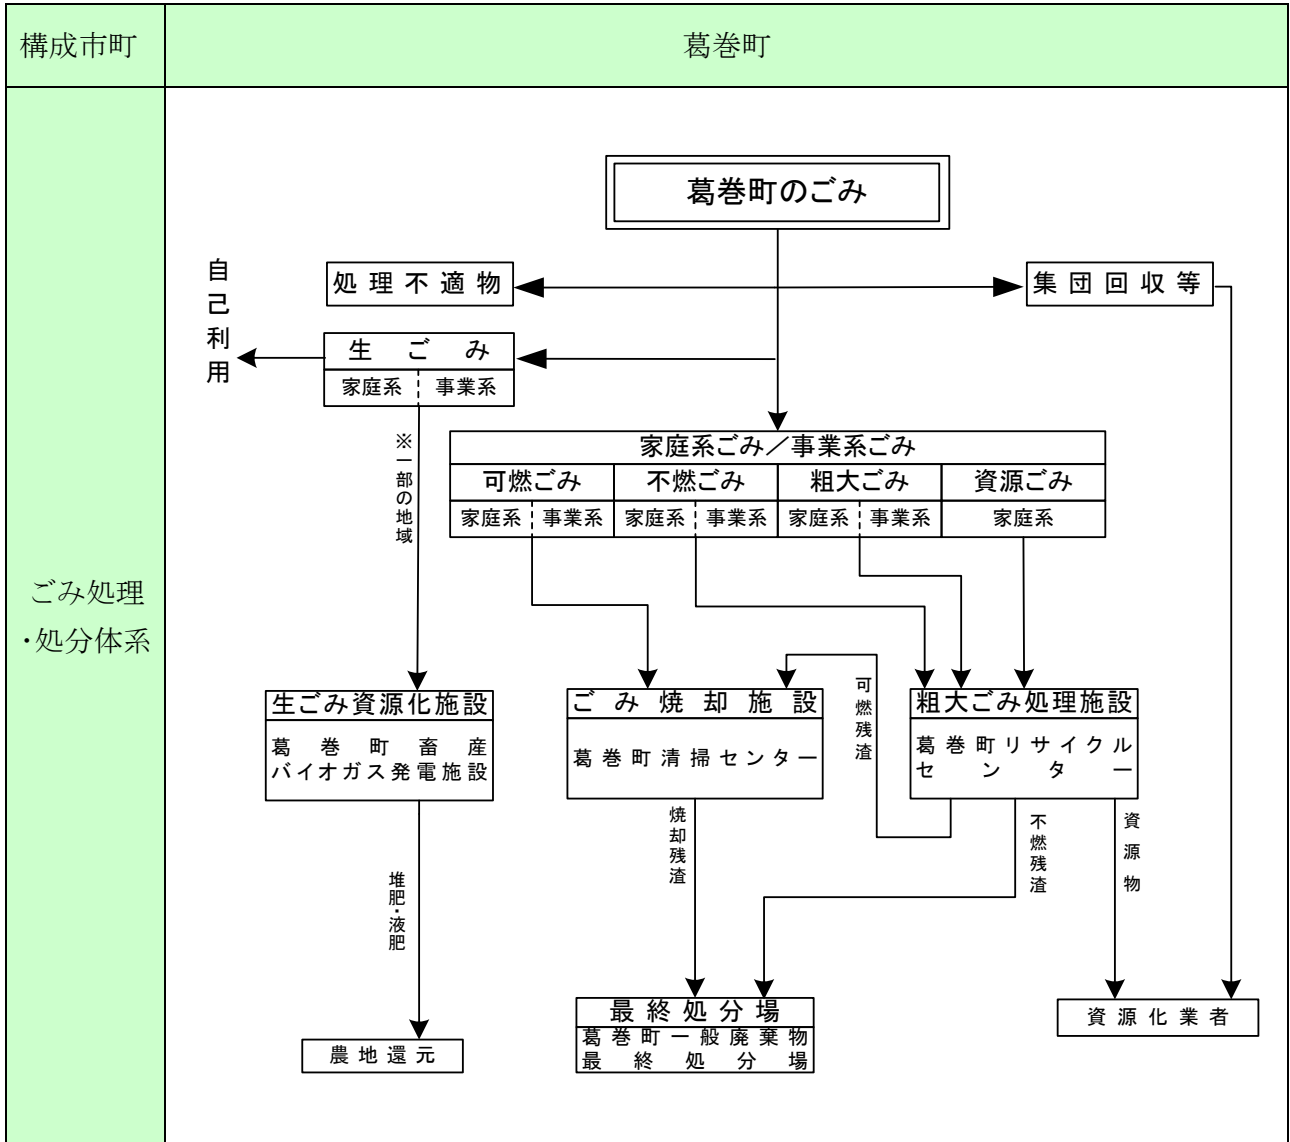 構成市町
葛巻町
ごみ処理
・処分体系
葛巻町のごみ
自己利用
処理不適物
集団回収等
生ごみ
家庭系 事業系
※一部の地域
家庭系ごみ／事業系ごみ
可燃ごみ 不燃ごみ 粗大ごみ 資源ごみ
家庭系 事業系 家庭系 事業系 家庭系 事業系 家庭系
可燃残渣
生ごみ資源化施設
葛巻町畜産
バイオガス発電施設
ごみ焼却施設
葛巻町清掃センター
粗大ごみ処理施設
葛巻町リサイクル
センター
堆肥・液肥
焼却残渣
不燃残渣
資源物
農地還元
最終処分場
葛巻町一般廃棄物
最終処分場
資源化業者